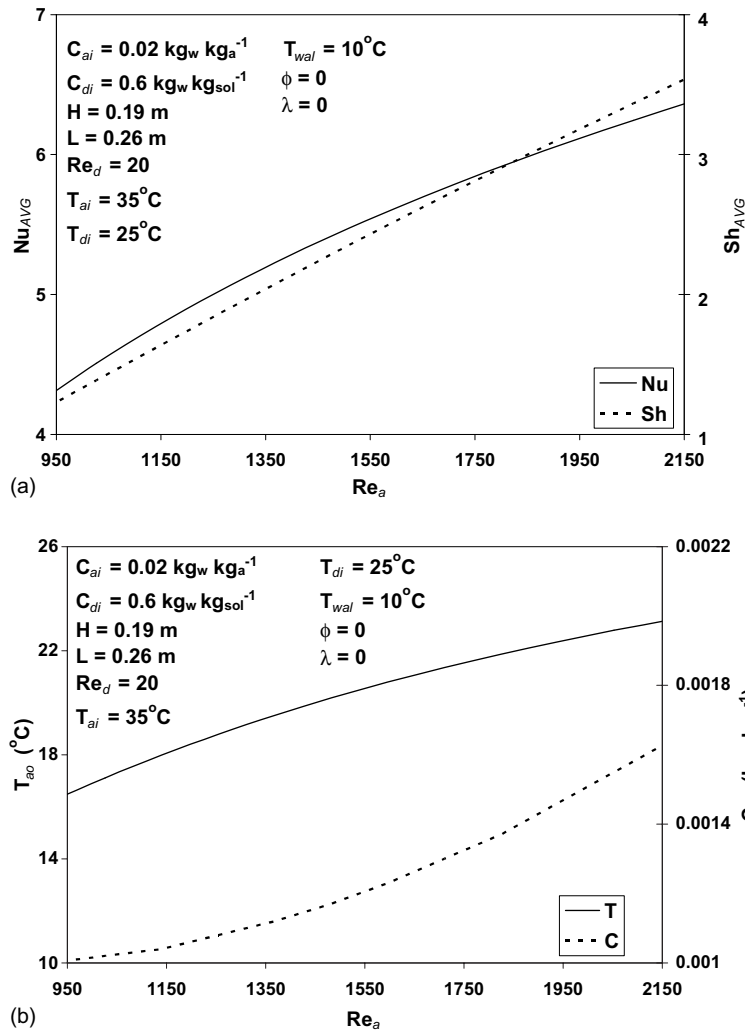 7
6
5
4
Nu_AVG
C_ai = 0.02 kg_w kg_a^-1
C_di = 0.6 kg_w kg_sol^-1
H = 0.19 m
L = 0.26 m
Re_d = 20
T_ai = 35°C
T_di = 25°C
T_wal = 10°C
ϕ = 0
λ = 0
4
3
2
1
Sh_AVG
Nu
Sh
950 1150 1350 1550 1750 1950 2150
Re_a
(a)
26
22
18
14
10
T_ao (°C)
C_ai = 0.02 kg_w kg_a^-1
C_di = 0.6 kg_w kg_sol^-1
H = 0.19 m
L = 0.26 m
Re_d = 20
T_ai = 35°C
T_di = 25°C
T_wal = 10°C
ϕ = 0
λ = 0
0.0022
0.0018
0.0014
0.001
T
C
950 1150 1350 1550 1750 1950 2150
Re_a
(b)